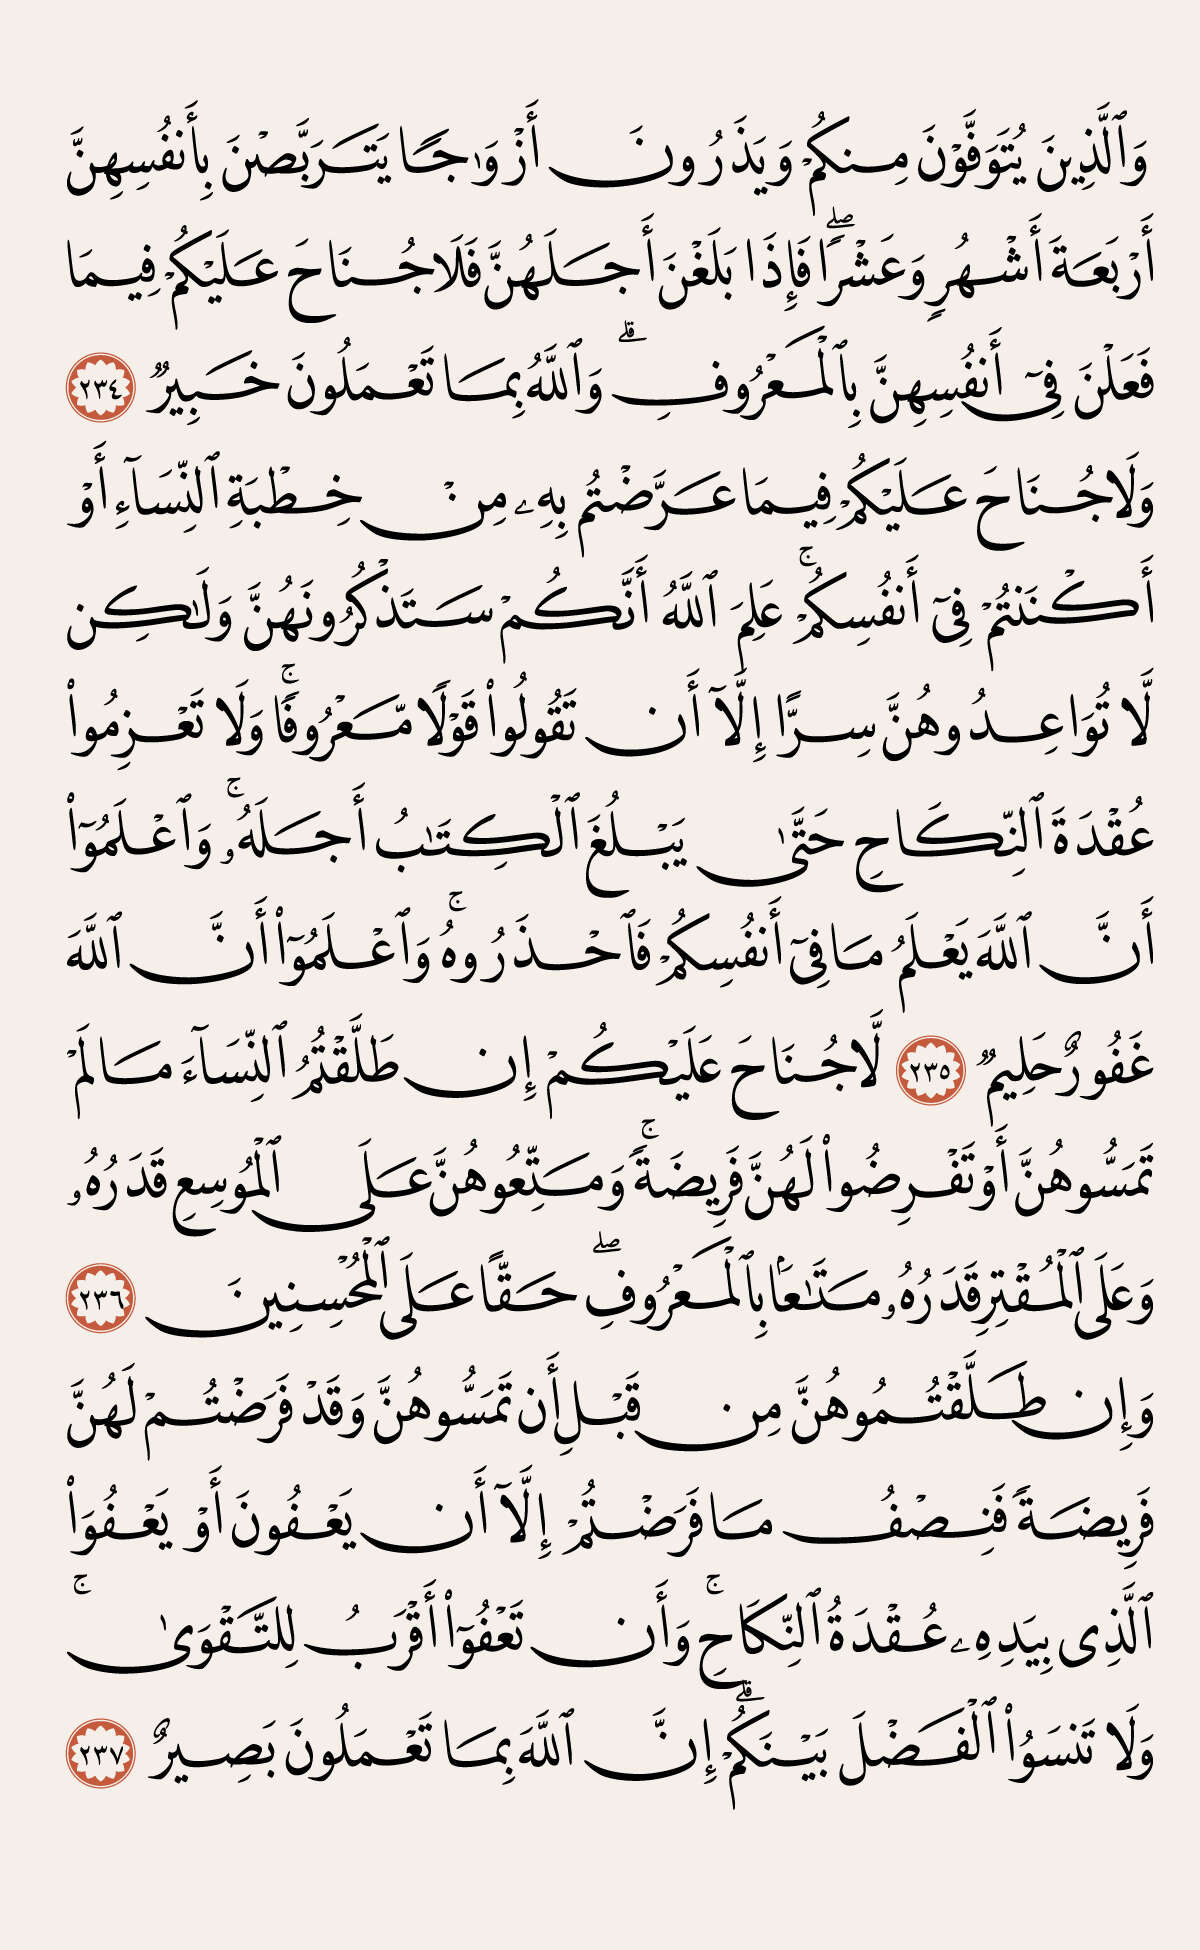 وَٱلَّذِينَ يُتَوَفَّوْنَ مِنكُمْ وَيَذَرُونَ أَزْوَٰجًا يَتَرَبَّصْنَ بِأَنفُسِهِنَّ
أَرْبَعَةَ أَشْهُرٍ وَعَشْرًاۖ فَإِذَا بَلَغْنَ أَجَلَهُنَّ فَلَا جُنَاحَ عَلَيْكُمْ فِيمَا
فَعَلْنَ فِىٓ أَنفُسِهِنَّ بِٱلْمَعْرُوفِۗ وَٱللَّهُ بِمَا تَعْمَلُونَ خَبِيرٌ ٢٣٤
وَلَا جُنَاحَ عَلَيْكُمْ فِيمَا عَرَّضْتُم بِهِۦ مِنْ خِطْبَةِ ٱلنِّسَآءِ أَوْ
أَكْنَنتُمْ فِىٓ أَنفُسِكُمْۚ عَلِمَ ٱللَّهُ أَنَّكُمْ سَتَذْكُرُونَهُنَّ وَلَٰكِن
لَّا تُوَاعِدُوهُنَّ سِرًّا إِلَّآ أَن تَقُولُوا۟ قَوْلًا مَّعْرُوفًاۚ وَلَا تَعْزِمُوا۟
عُقْدَةَ ٱلنِّكَاحِ حَتَّىٰ يَبْلُغَ ٱلْكِتَٰبُ أَجَلَهُۥۚ وَٱعْلَمُوٓا۟
أَنَّ ٱللَّهَ يَعْلَمُ مَا فِىٓ أَنفُسِكُمْ فَٱحْذَرُوهُۚ وَٱعْلَمُوٓا۟ أَنَّ ٱللَّهَ
غَفُورٌ حَلِيمٌ ٢٣٥ لَّا جُنَاحَ عَلَيْكُمْ إِن طَلَّقْتُمُ ٱلنِّسَآءَ مَا لَمْ
تَمَسُّوهُنَّ أَوْ تَفْرِضُوا۟ لَهُنَّ فَرِيضَةًۚ وَمَتِّعُوهُنَّ عَلَى ٱلْمُوسِعِ قَدَرُهُۥ
وَعَلَى ٱلْمُقْتِرِ قَدَرُهُۥ مَتَٰعًۢا بِٱلْمَعْرُوفِۖ حَقًّا عَلَى ٱلْمُحْسِنِينَ ٢٣٦
وَإِن طَلَّقْتُمُوهُنَّ مِن قَبْلِ أَن تَمَسُّوهُنَّ وَقَدْ فَرَضْتُمْ لَهُنَّ
فَرِيضَةً فَنِصْفُ مَا فَرَضْتُمْ إِلَّآ أَن يَعْفُونَ أَوْ يَعْفُوَا۟
ٱلَّذِى بِيَدِهِۦ عُقْدَةُ ٱلنِّكَاحِۚ وَأَن تَعْفُوٓا۟ أَقْرَبُ لِلتَّقْوَىٰۚ
وَلَا تَنسَوُا۟ ٱلْفَضْلَ بَيْنَكُمْۗ إِنَّ ٱللَّهَ بِمَا تَعْمَلُونَ بَصِيرٌ ٢٣٧